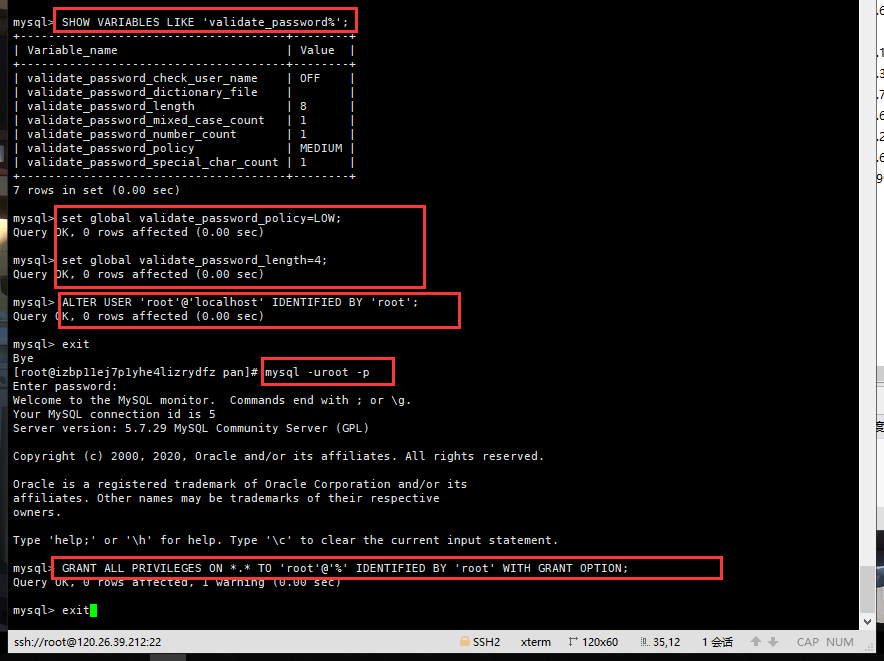 mysql> SHOW VARIABLES LIKE 'validate_password%';
+--------------------------------------+--------+
| Variable_name                        | Value  |
+--------------------------------------+--------+
| validate_password_check_user_name    | OFF    |
| validate_password_dictionary_file    |        |
| validate_password_length             | 8      |
| validate_password_mixed_case_count   | 1      |
| validate_password_number_count       | 1      |
| validate_password_policy             | MEDIUM |
| validate_password_special_char_count | 1      |
+--------------------------------------+--------+
7 rows in set (0.00 sec)
mysql> set global validate_password_policy=LOW;
Query OK, 0 rows affected (0.00 sec)
mysql> set global validate_password_length=4;
Query OK, 0 rows affected (0.00 sec)
mysql> ALTER USER 'root'@'localhost' IDENTIFIED BY 'root';
Query OK, 0 rows affected (0.00 sec)
mysql> exit
Bye
[root@izbp11ej7p1yhe4lizrydfz pan]# mysql -uroot -p
Enter password:
Welcome to the MySQL monitor.  Commands end with ; or \g.
Your MySQL connection id is 5
Server version: 5.7.29 MySQL Community Server (GPL)
Copyright (c) 2000, 2020, Oracle and/or its affiliates. All rights reserved.
Oracle is a registered trademark of Oracle Corporation and/or its
affiliates. Other names may be trademarks of their respective
owners.
Type 'help;' or '\h' for help. Type '\c' to clear the current input statement.
mysql> GRANT ALL PRIVILEGES ON *.* TO 'root'@'%' IDENTIFIED BY 'root' WITH GRANT OPTION;
Query OK, 0 rows affected, 1 warning (0.00 sec)
mysql> exit
ssh://root@120.26.39.212:22 SSH2 xterm 120x60 35,12 1 会话 CAP NUM